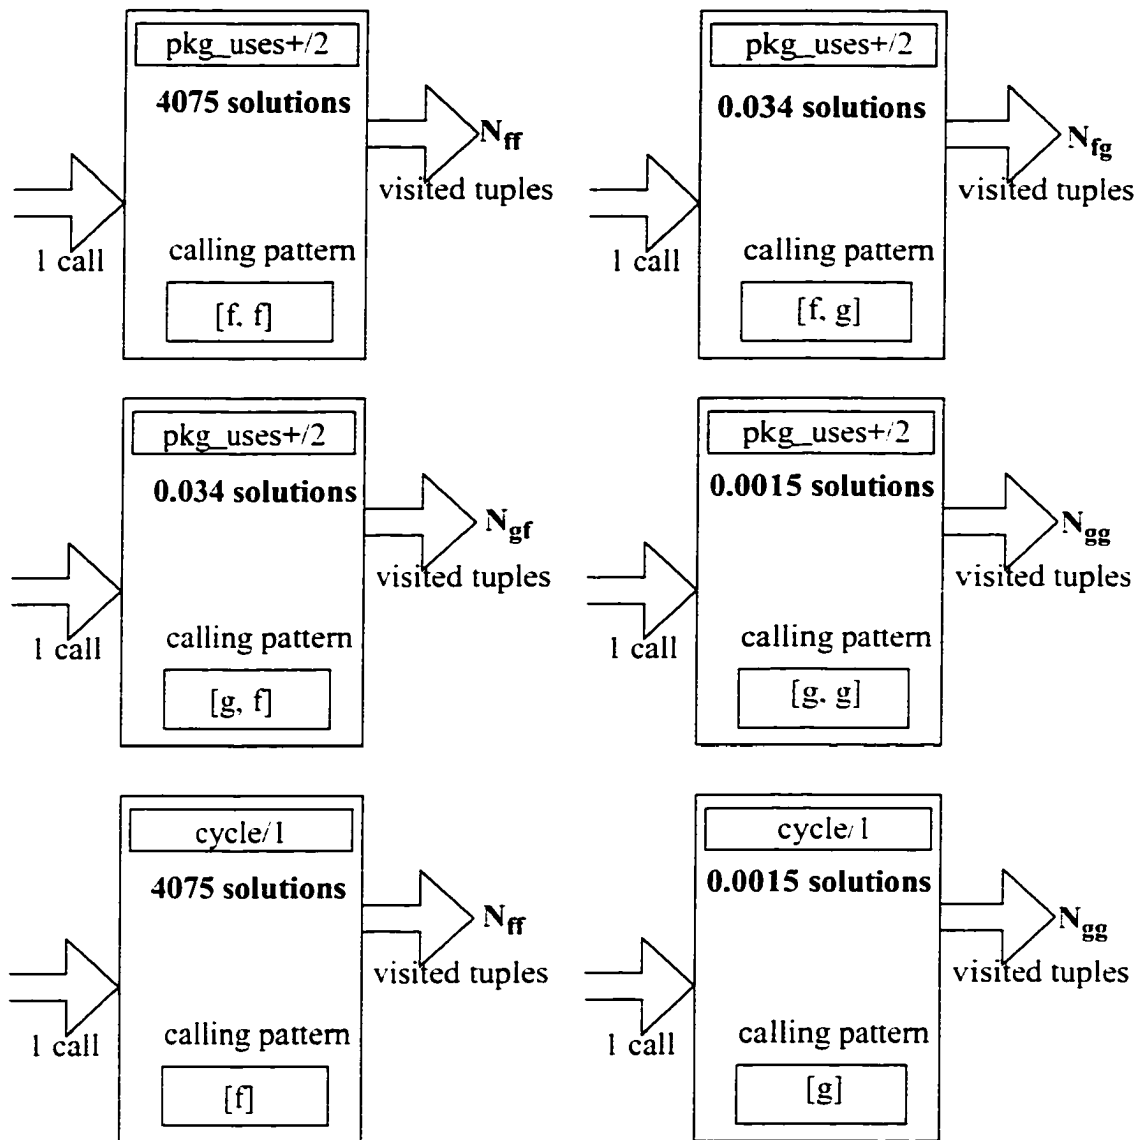 pkg_uses+/2
4075 solutions
N_ff
visited tuples
1 call
calling pattern
[f, f]
pkg_uses+/2
0.034 solutions
N_fg
visited tuples
1 call
calling pattern
[f, g]
pkg_uses+/2
0.034 solutions
N_gf
visited tuples
1 call
calling pattern
[g, f]
pkg_uses+/2
0.0015 solutions
N_gg
visited tuples
1 call
calling pattern
[g, g]
cycle/1
4075 solutions
N_ff
visited tuples
1 call
calling pattern
[f]
cycle/1
0.0015 solutions
N_gg
visited tuples
1 call
calling pattern
[g]